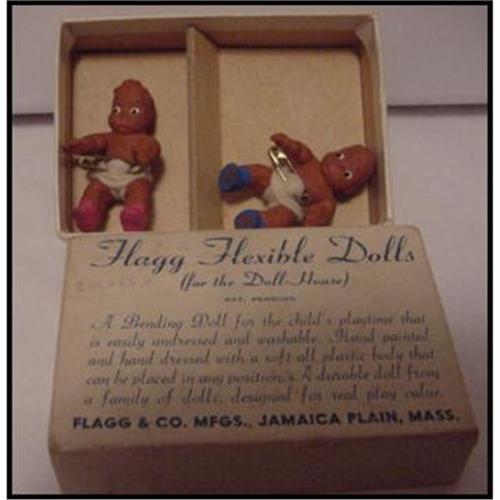 Flagg Flexible Dolls
(for the Doll-House)
PAT. PENDING
A Bending Doll for the child's playtime that
is easily undressed and washable. Hand painted
and hand dressed with a soft all plastic body that
can be placed in any position. A durable doll from
a family of dolls, designed for real play value.
FLAGG & CO. MFGS., JAMAICA PLAIN, MASS.